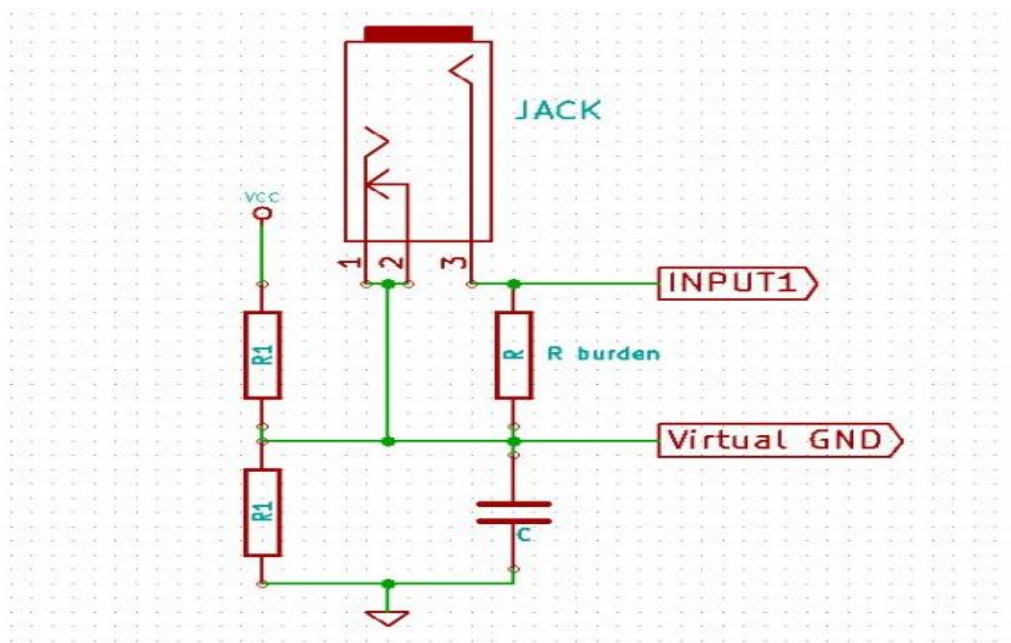 JACK
VCC
1
2
3
INPUT1
R1
R
R burden
Virtual GND
R1
C